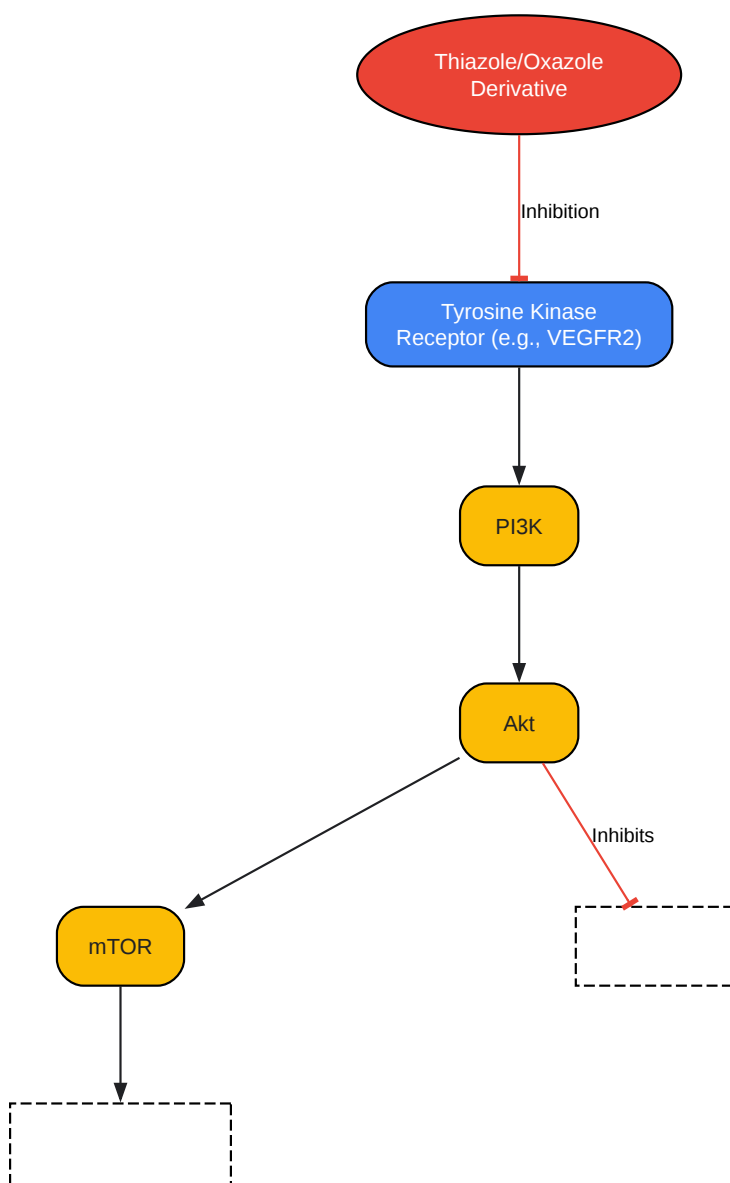 Thiazole/Oxazole
Derivative
Inhibition
Tyrosine Kinase
Receptor (e.g., VEGFR2)
PI3K
Akt
Inhibits
mTOR